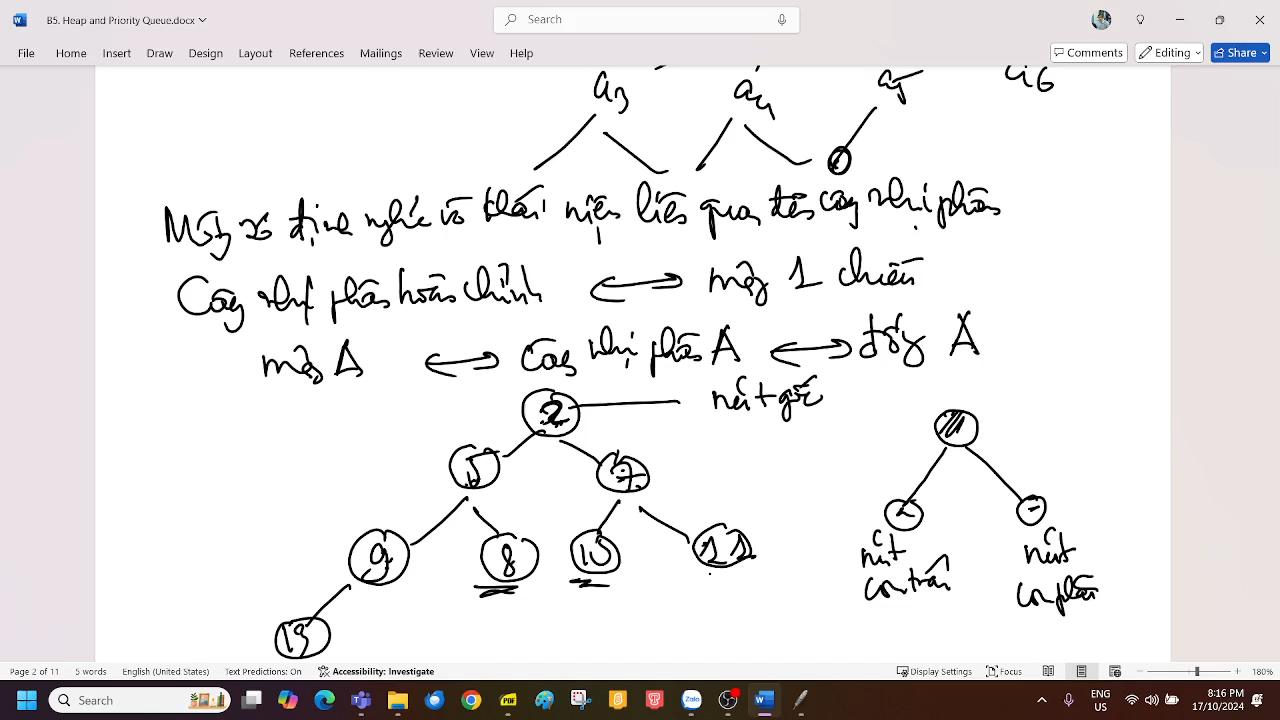 B5. Heap and Priority Queue.docx
Search
File Home Insert Draw Design Layout References Mailings Review View Help
Comments Editing Share
a3 a4 a5 a6
Một số định nghĩa và khái niệm liên quan đến cây nhị phân
Cây nhị phân hoàn chỉnh mảng 1 chiều
mảng A cây nhị phân A dãy A
2 nút gốc
5 7
9 8 10 11
nút nút
con trái con phải
Page 2 of 11 5 words English (United States) Text Predictions: On Accessibility: Investigate Display Settings Focus 180%
Search PDF Zalo ENG 8:16 PM
US 17/10/2024